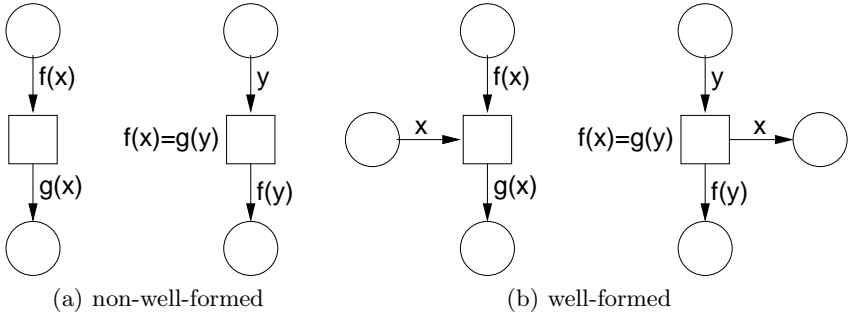 f(x)
y
f(x)
y
f(x)=g(y)
x
f(x)=g(y)
x
g(x)
f(y)
g(x)
f(y)
(a) non-well-formed
(b) well-formed